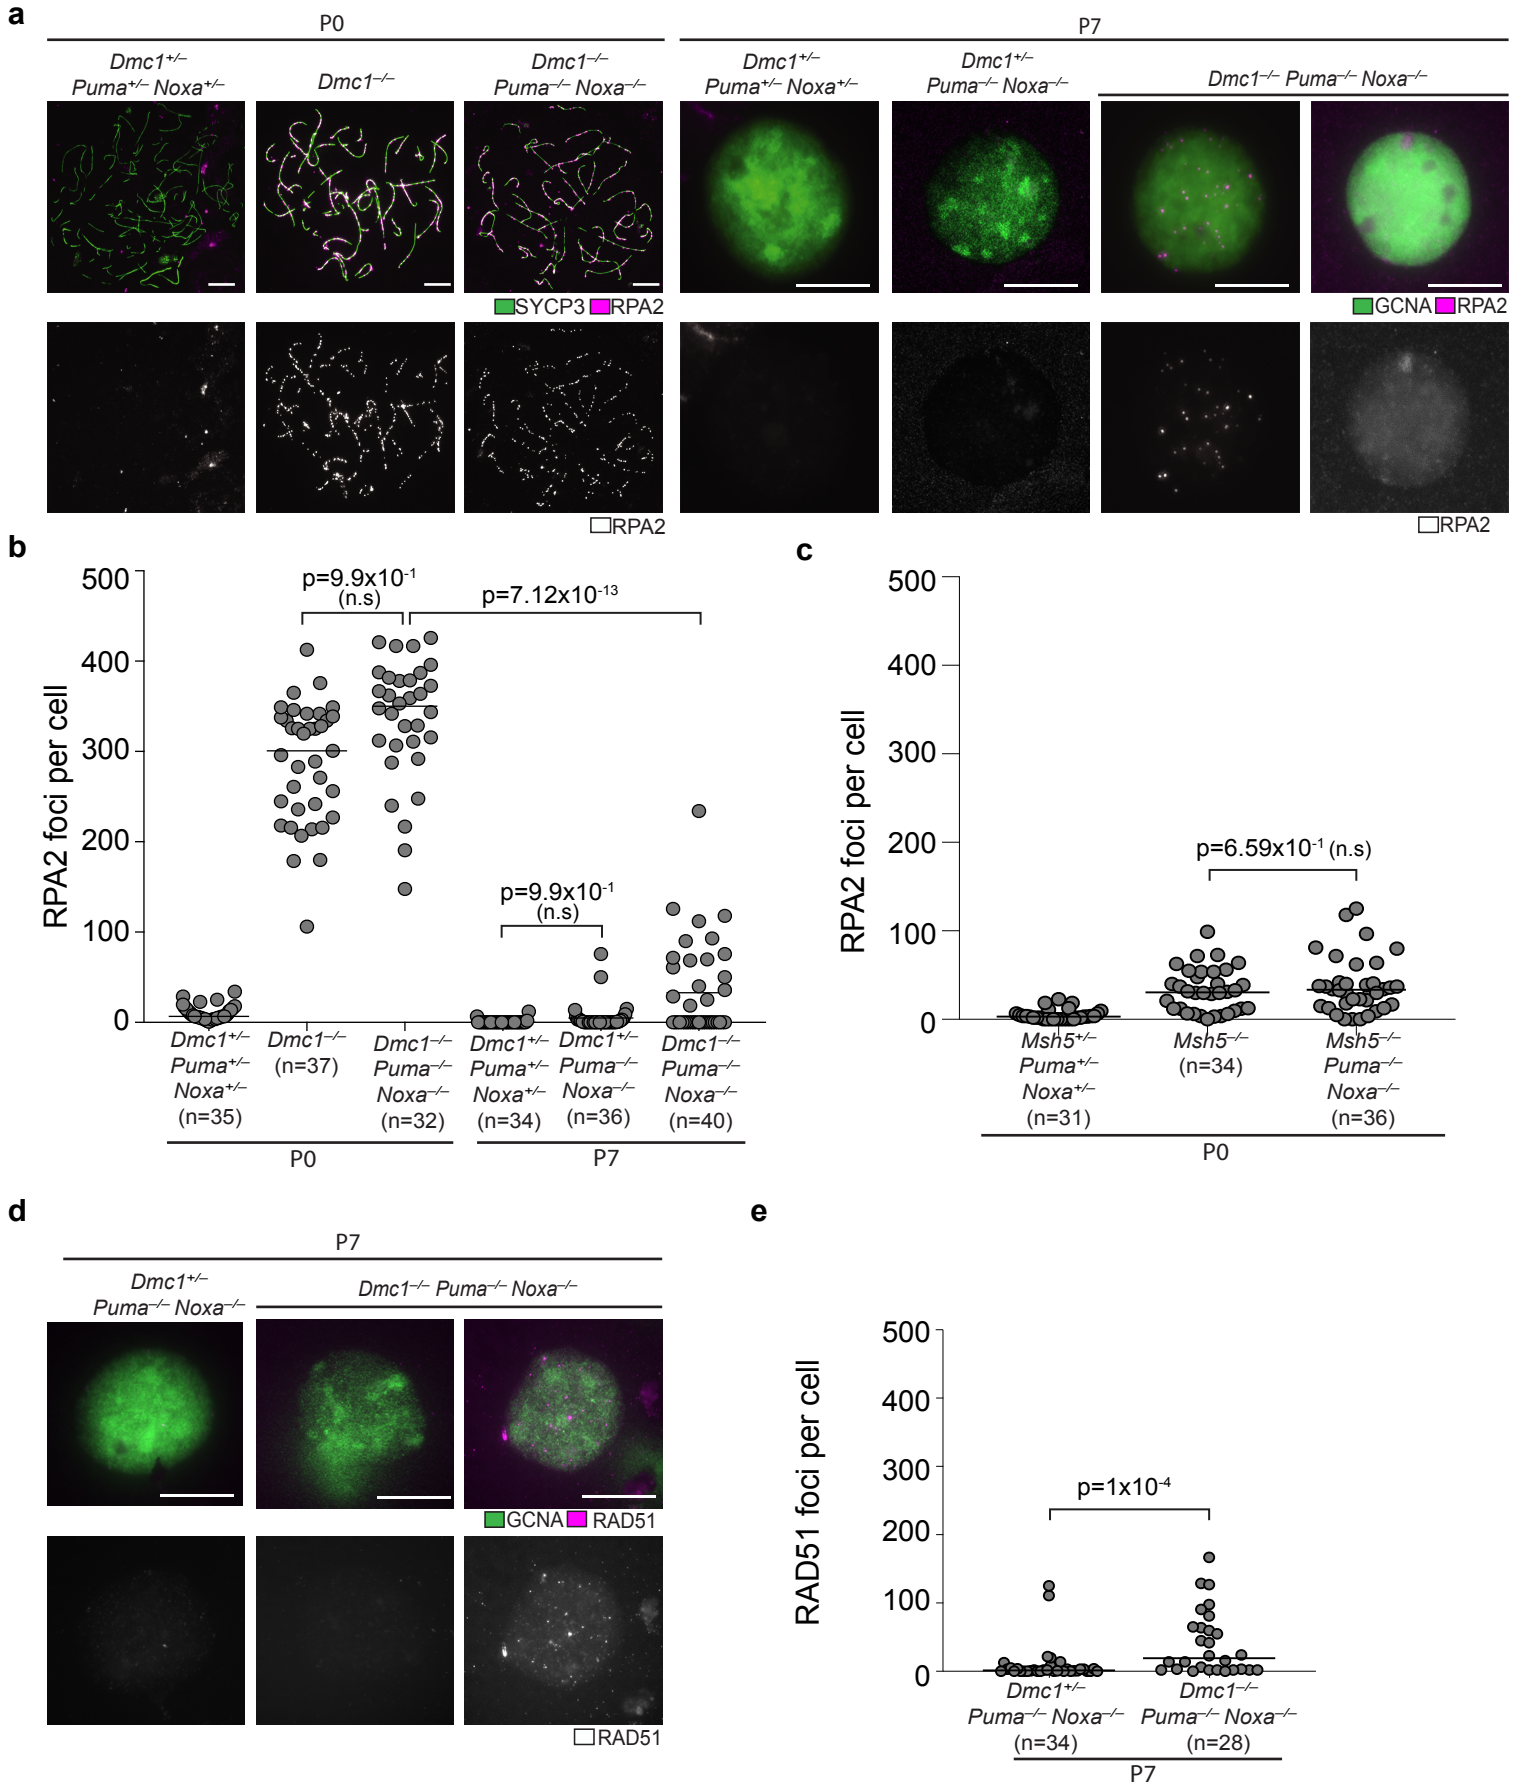 a
P0
P7
Dmc1+/–
Puma+/– Noxa+/–
Dmc1–/–
Dmc1–/–
Puma–/– Noxa–/–
Dmc1+/–
Puma+/– Noxa+/–
Dmc1+/–
Puma–/– Noxa–/–
Dmc1–/– Puma–/– Noxa–/–
SYCP3 RPA2
GCNA RPA2
RPA2
RPA2
b
RPA2 foci per cell
500
400
300
200
100
0
p=9.9x10-1
(n.s)
p=7.12x10-13
p=9.9x10-1
(n.s)
Dmc1+/–
Puma+/–
Noxa+/–
(n=35)
Dmc1–/–
(n=37)
Dmc1–/–
Puma–/–
Noxa–/–
(n=32)
Dmc1+/–
Puma+/–
Noxa+/–
(n=34)
Dmc1+/–
Puma–/–
Noxa–/–
(n=36)
Dmc1–/–
Puma–/–
Noxa–/–
(n=40)
P0
P7
c
RPA2 foci per cell
500
400
300
200
100
0
p=6.59x10-1 (n.s)
Msh5+/–
Puma+/–
Noxa+/–
(n=31)
Msh5–/–
(n=34)
Msh5–/–
Puma–/–
Noxa–/–
(n=36)
P0
d
P7
Dmc1+/–
Puma–/– Noxa–/–
Dmc1–/– Puma–/– Noxa–/–
GCNA RAD51
RAD51
e
RAD51 foci per cell
500
400
300
200
100
0
p=1x10-4
Dmc1+/–
Puma–/– Noxa–/–
(n=34)
Dmc1–/–
Puma–/– Noxa–/–
(n=28)
P7